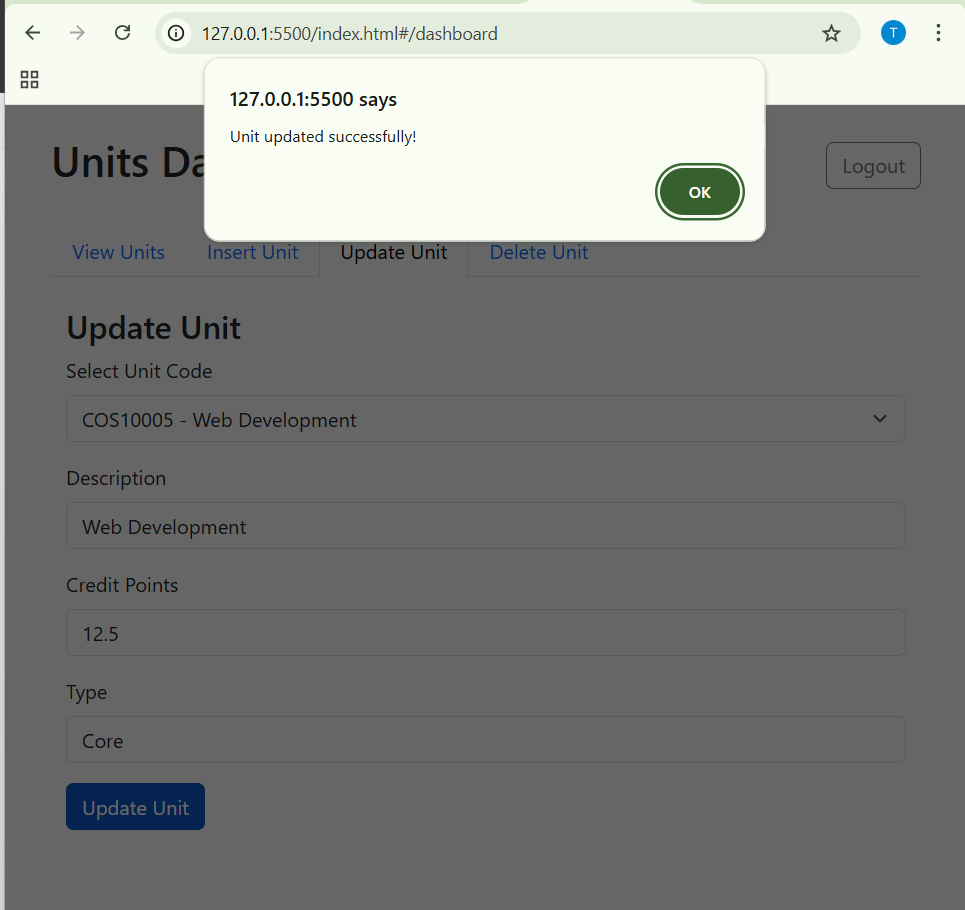 127.0.0.1:5500/index.html#/dashboard
T
127.0.0.1:5500 says
Unit updated successfully!
OK
Units Da
Logout
View Units
Insert Unit
Update Unit
Delete Unit
Update Unit
Select Unit Code
COS10005 - Web Development
Description
Web Development
Credit Points
12.5
Type
Core
Update Unit